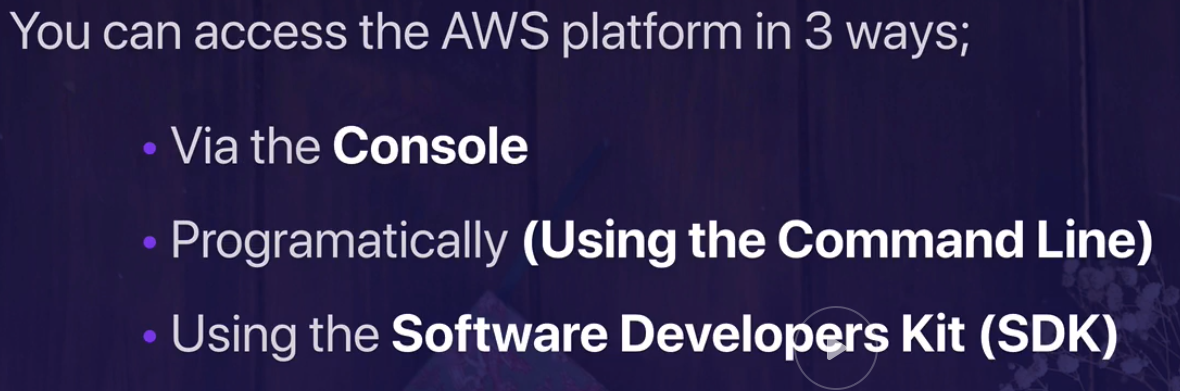 You can access the AWS platform in 3 ways;
• Via the Console
• Programatically (Using the Command Line)
• Using the Software Developers Kit (SDK)